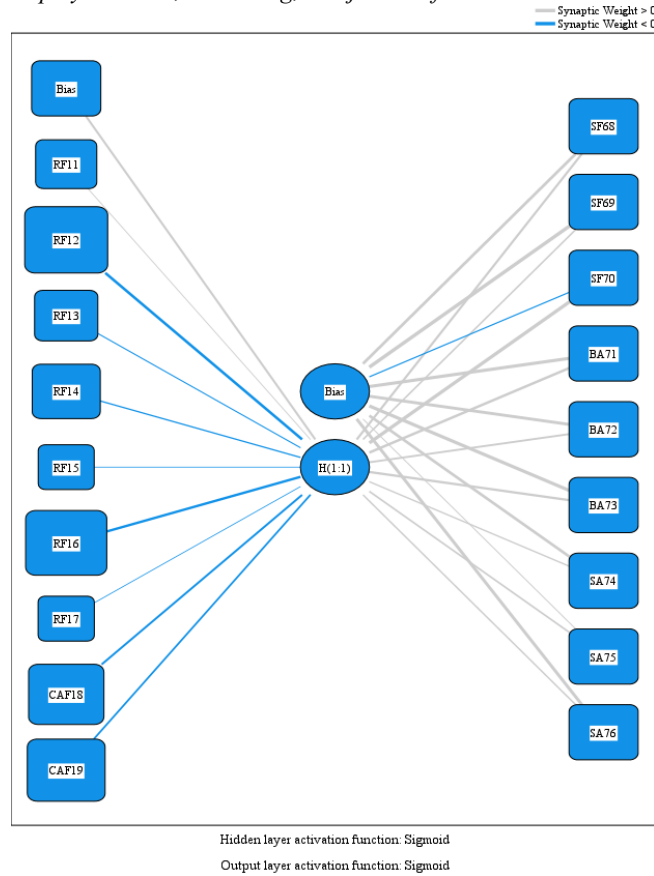 Synaptic Weight > 0
Synaptic Weight < 0
Bias
RF11
RF12
RF13
RF14
RF15
RF16
RF17
CAF18
CAF19
Bias
H(1:1)
SF68
SF69
SF70
BA71
BA72
BA73
SA74
SA75
SA76
Hidden layer activation function: Sigmoid
Output layer activation function: Sigmoid